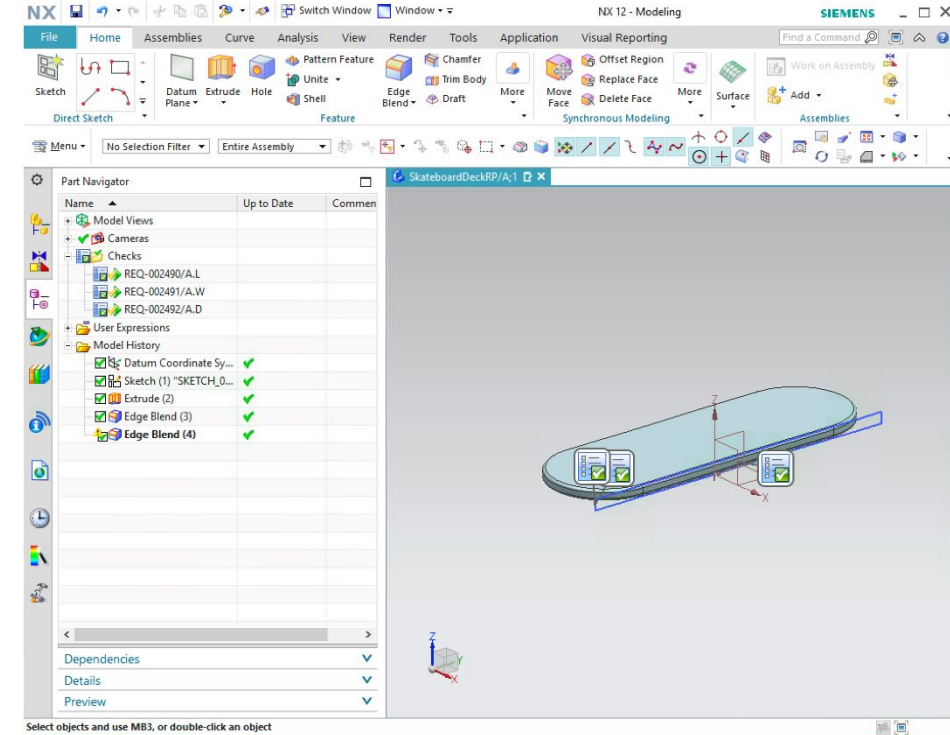 NX Switch Window Window NX 12 - Modeling SIEMENS
File Home Assemblies Curve Analysis View Render Tools Application Visual Reporting Find a Command
Sketch
Direct Sketch
Datum Plane
Extrude
Hole
Pattern Feature
Unite
Shell
Edge Blend
Chamfer
Trim Body
Draft
More
Feature
Move Face
Offset Region
Replace Face
Delete Face
More
Synchronous Modeling
Surface
Work on Assembly
Add
Assemblies
Menu No Selection Filter Entire Assembly
Part Navigator
SkateboardDeckRP/A;1
Name Up to Date Commen
Model Views
Cameras
Checks
REQ-002490/A.L
REQ-002491/A.W
REQ-002492/A.D
User Expressions
Model History
Datum Coordinate Sy...
Sketch (1) "SKETCH_0...
Extrude (2)
Edge Blend (3)
Edge Blend (4)
Z
X
Z
Y
X
Dependencies
Details
Preview
Select objects and use MB3, or double-click an object